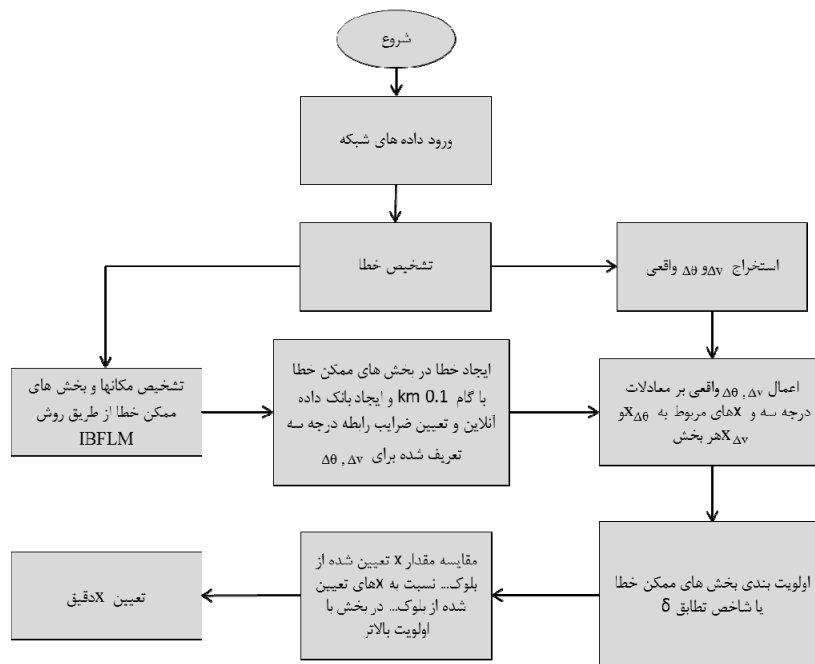 شروع
ورود داده های شبکه
تشخیص خطا
استخراج Δv و Δθ واقعی
تشخیص مکانها و بخش های
ممکن خطا از طریق روش
IBFLM
ایجاد خطا در بخش های ممکن خطا
با گام 0.1 km و ایجاد بانک داده
آنلاین و تعیین ضرایب رابطه درجه سه
تعریف شده برای Δθ , Δv
اعمال Δθ , Δv واقعی بر معادلات
درجه سه و xهای مربوط به xΔθو
xΔvهر بخش
اولویت بندی بخش های ممکن خطا
با شاخص تطابق δ
مقایسه مقدار x تعیین شده از
بلوک... نسبت به xهای تعیین
شده از بلوک... در بخش با
اولویت بالاتر
تعیین xدقیق